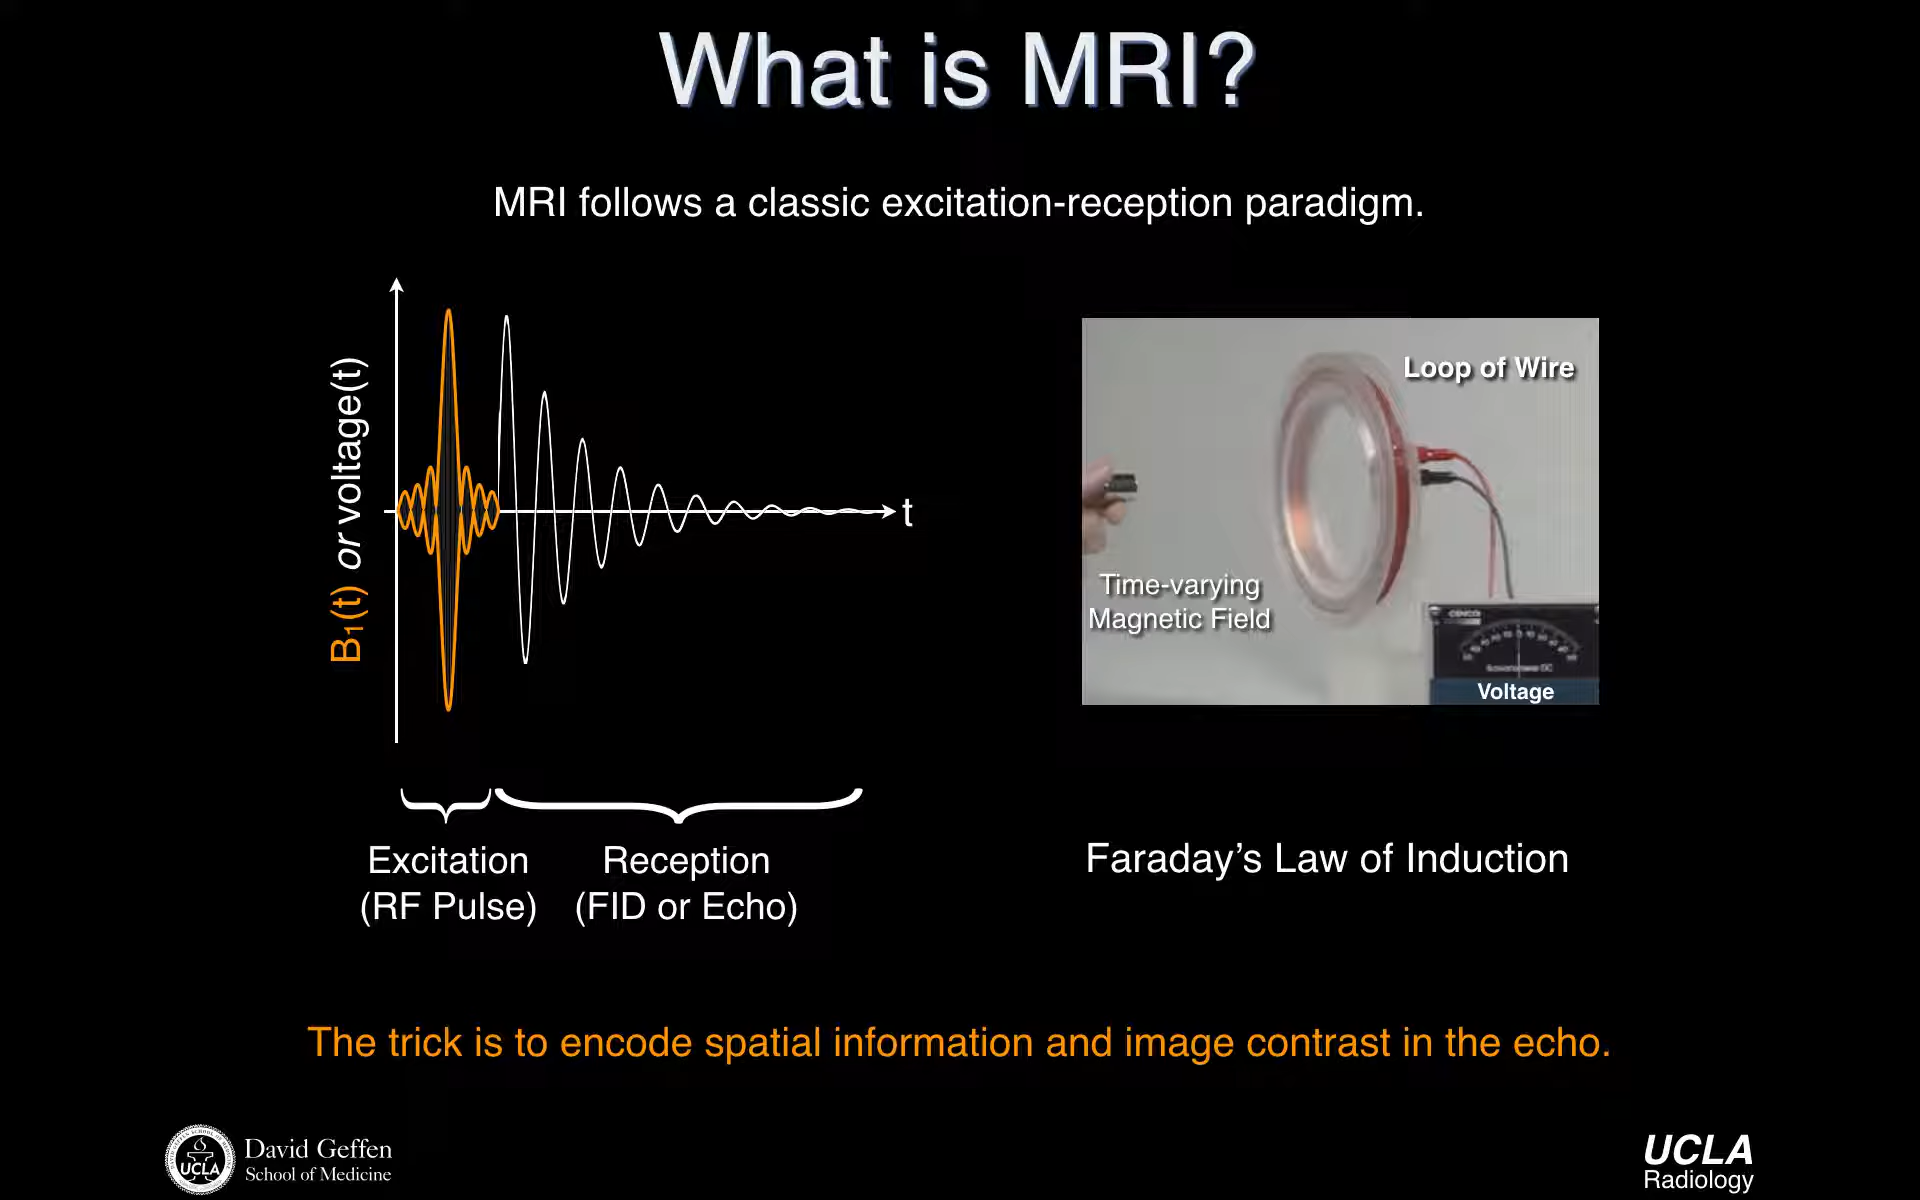 What is MRI?
MRI follows a classic excitation-reception paradigm.
B₁(t) or voltage(t)
t
Excitation
(RF Pulse)
Reception
(FID or Echo)
Loop of Wire
Time-varying
Magnetic Field
CENCO
Voltage
Faraday’s Law of Induction
The trick is to encode spatial information and image contrast in the echo.
UCLA
David Geffen
School of Medicine
UCLA
Radiology